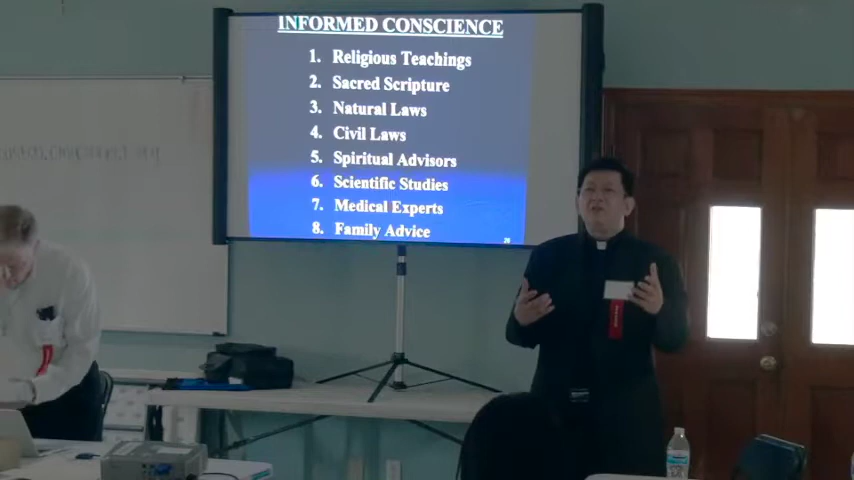 INFORMED CONSCIENCE
1. Religious Teachings
2. Sacred Scripture
3. Natural Laws
4. Civil Laws
5. Spiritual Advisors
6. Scientific Studies
7. Medical Experts
8. Family Advice